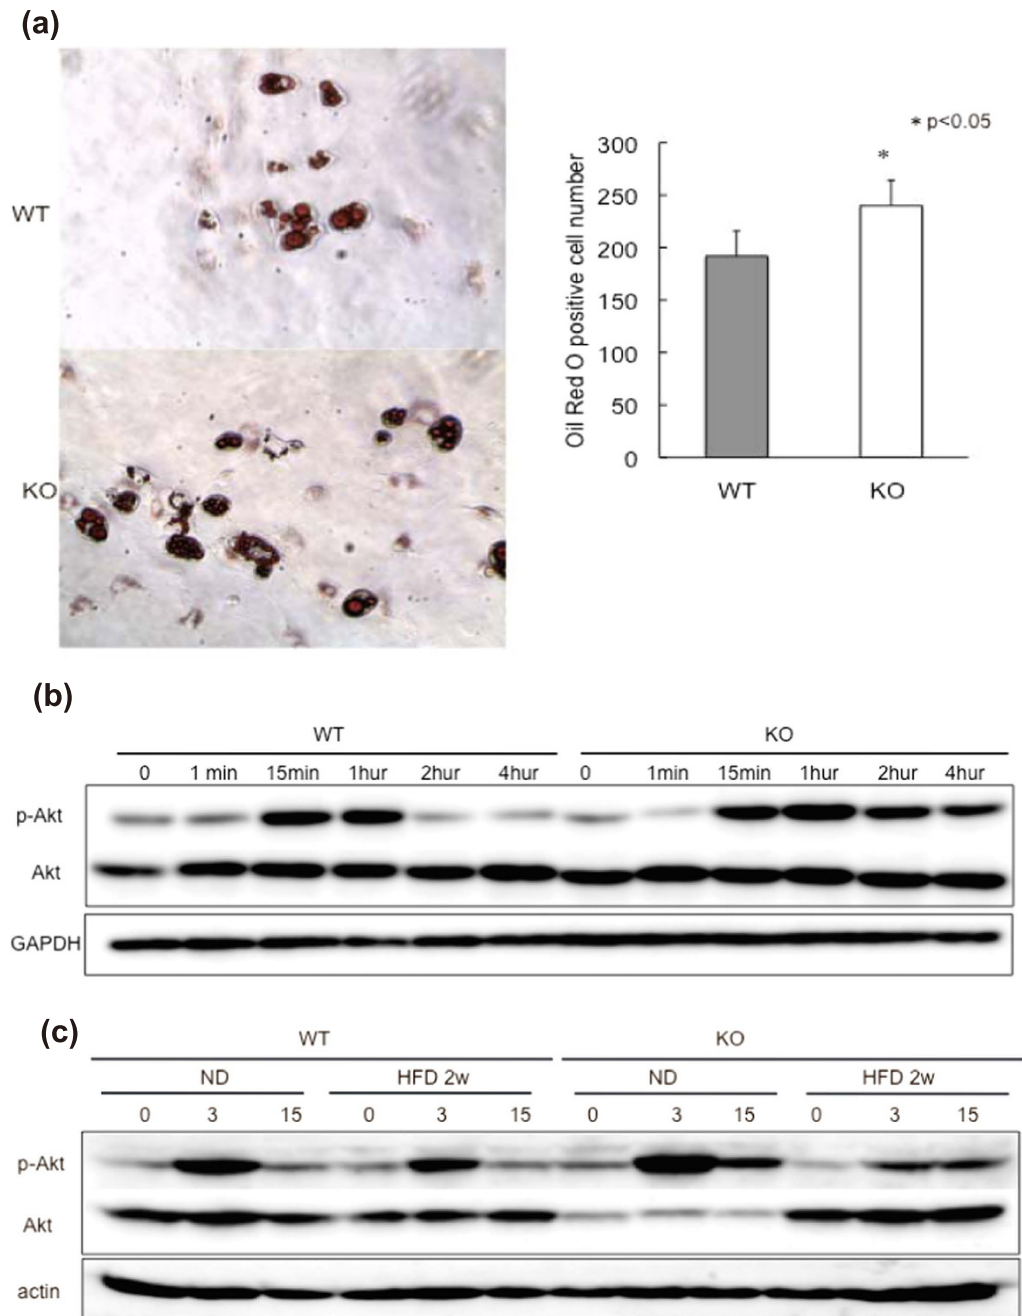 (a)
WT
KO
* p<0.05
*
Oil Red O positive cell number
300
250
200
150
100
50
0
WT KO
(b)
WT KO
0 1 min 15min 1hur 2hur 4hur 0 1min 15min 1hur 2hur 4hur
p-Akt
Akt
GAPDH
(c)
WT KO
ND HFD 2w ND HFD 2w
0 3 15 0 3 15 0 3 15 0 3 15
p-Akt
Akt
actin